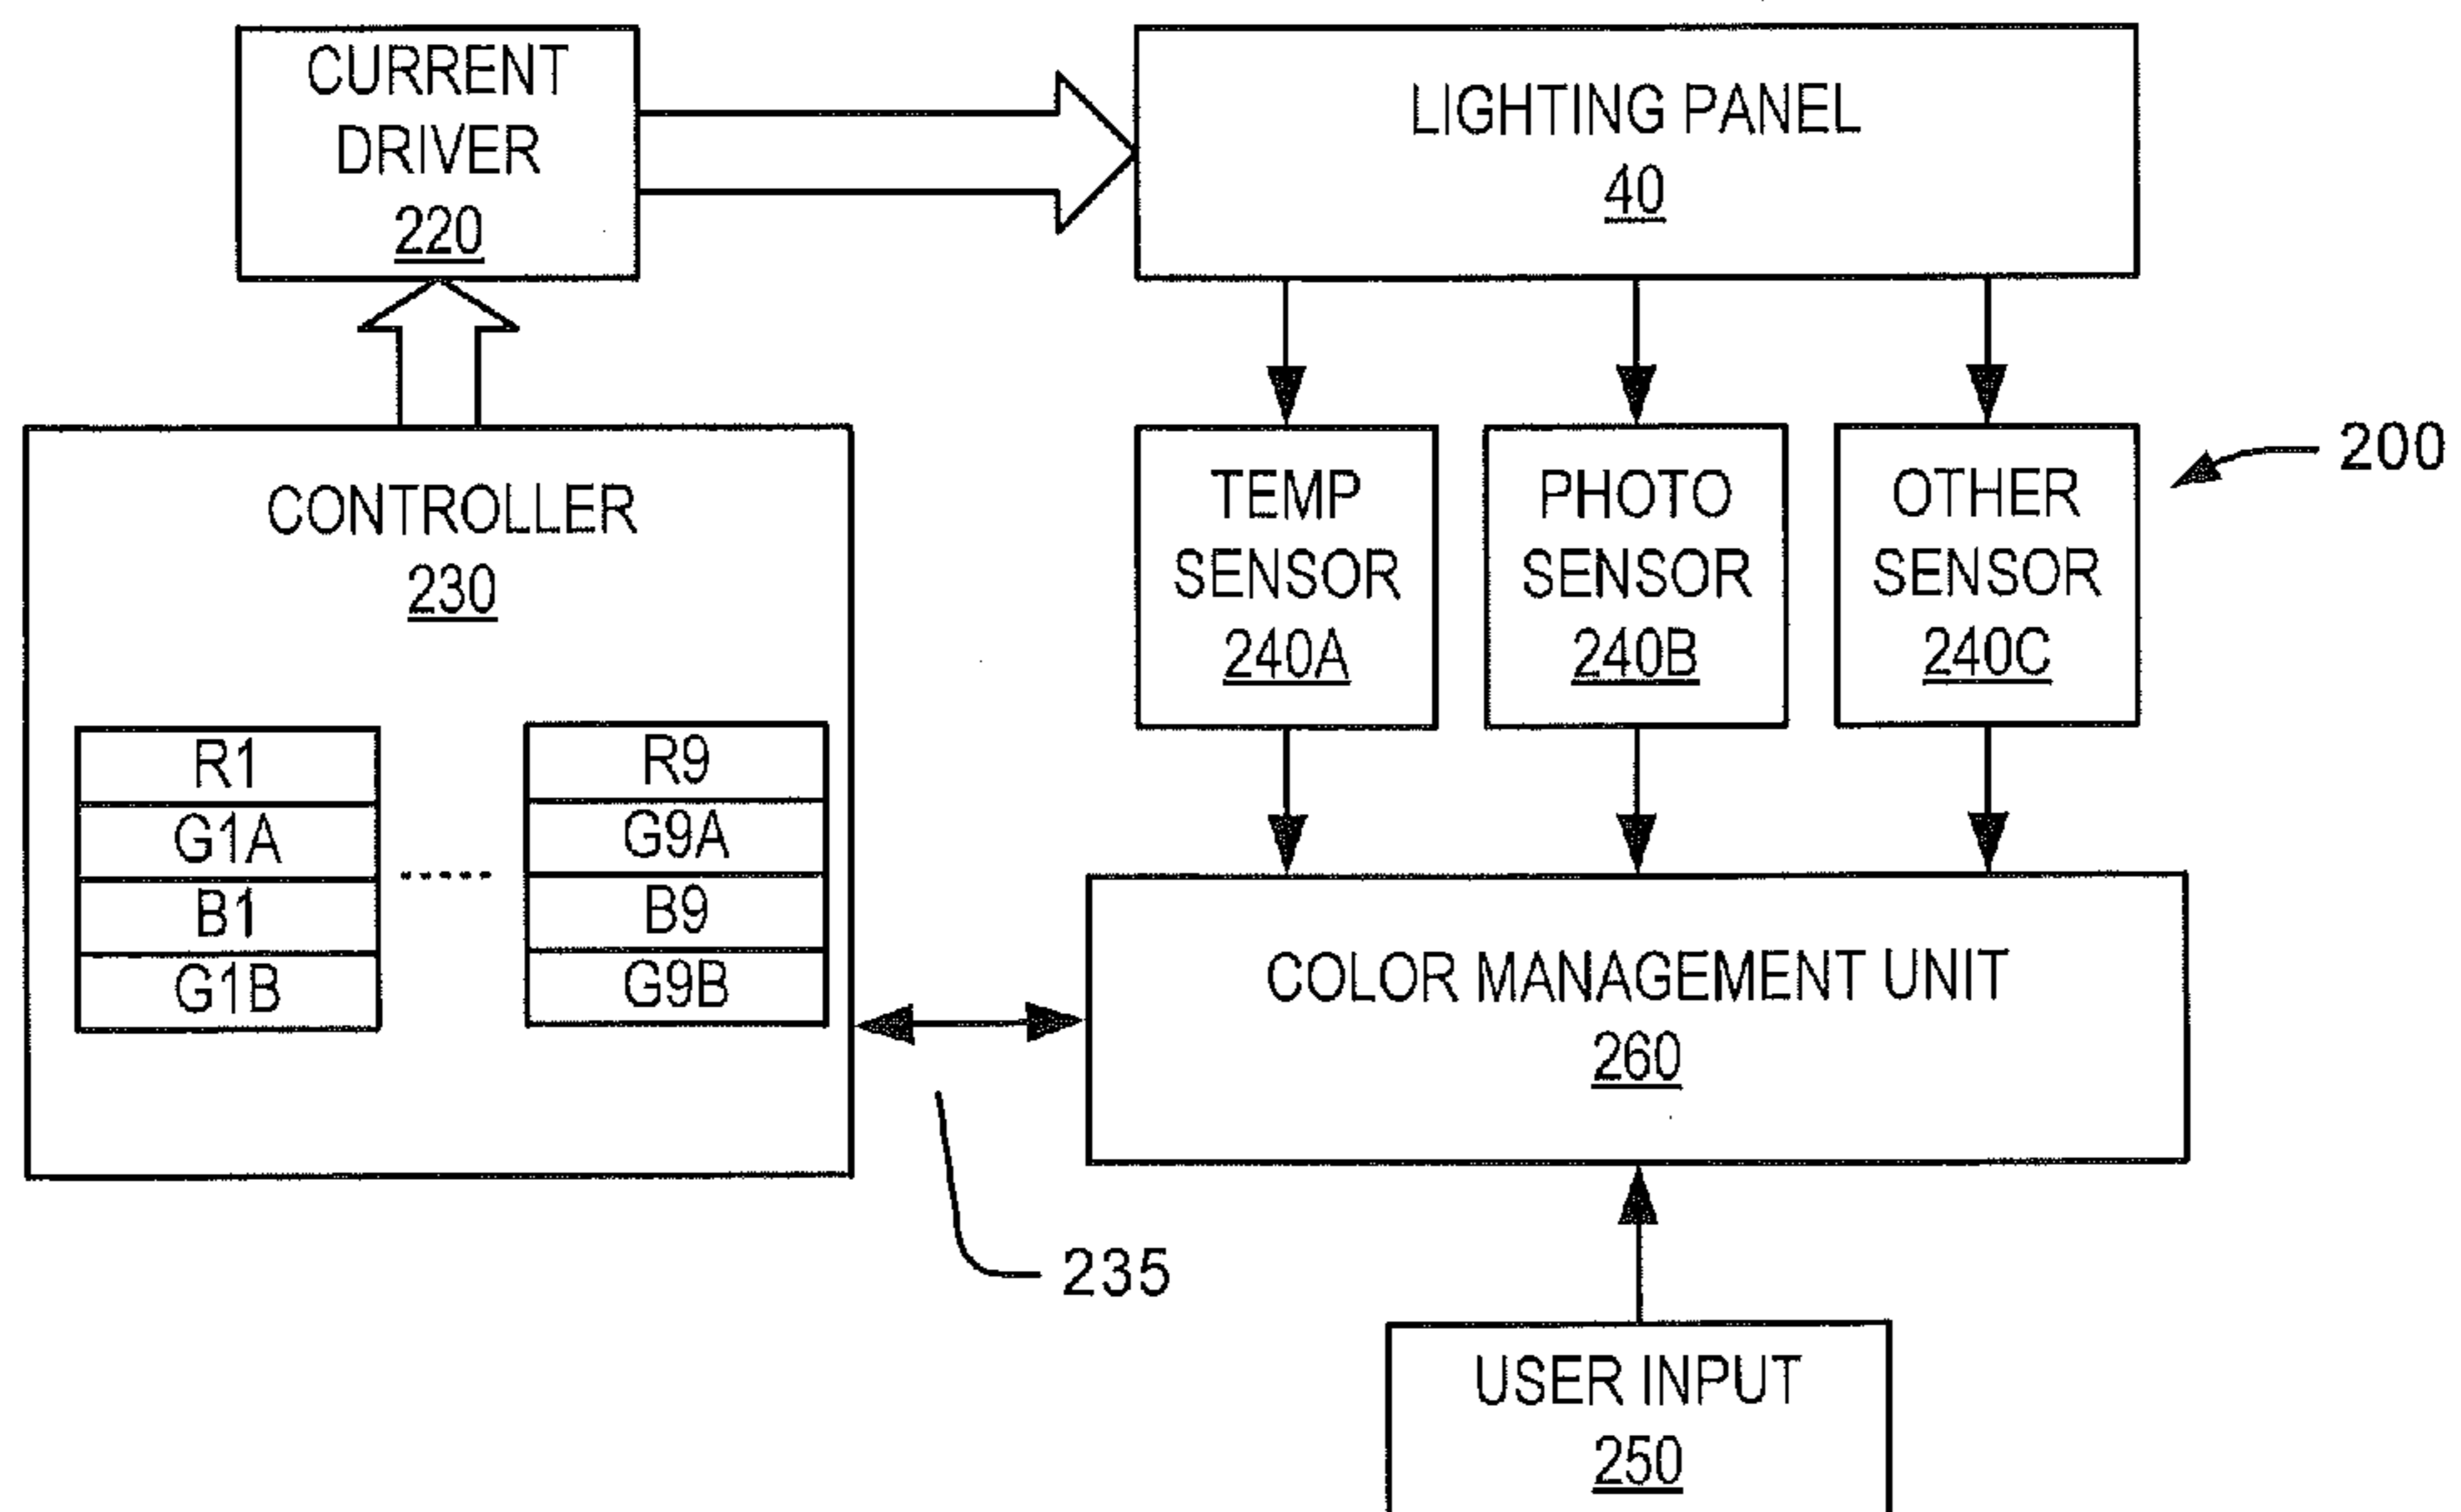 CURRENT
DRIVER
220
LIGHTING PANEL
40
200
CONTROLLER
230
TEMP
SENSOR
240A
PHOTO
SENSOR
240B
OTHER
SENSOR
240C
R1
G1A
B1
G1B
R9
G9A
B9
G9B
COLOR MANAGEMENT UNIT
260
235
USER INPUT
250